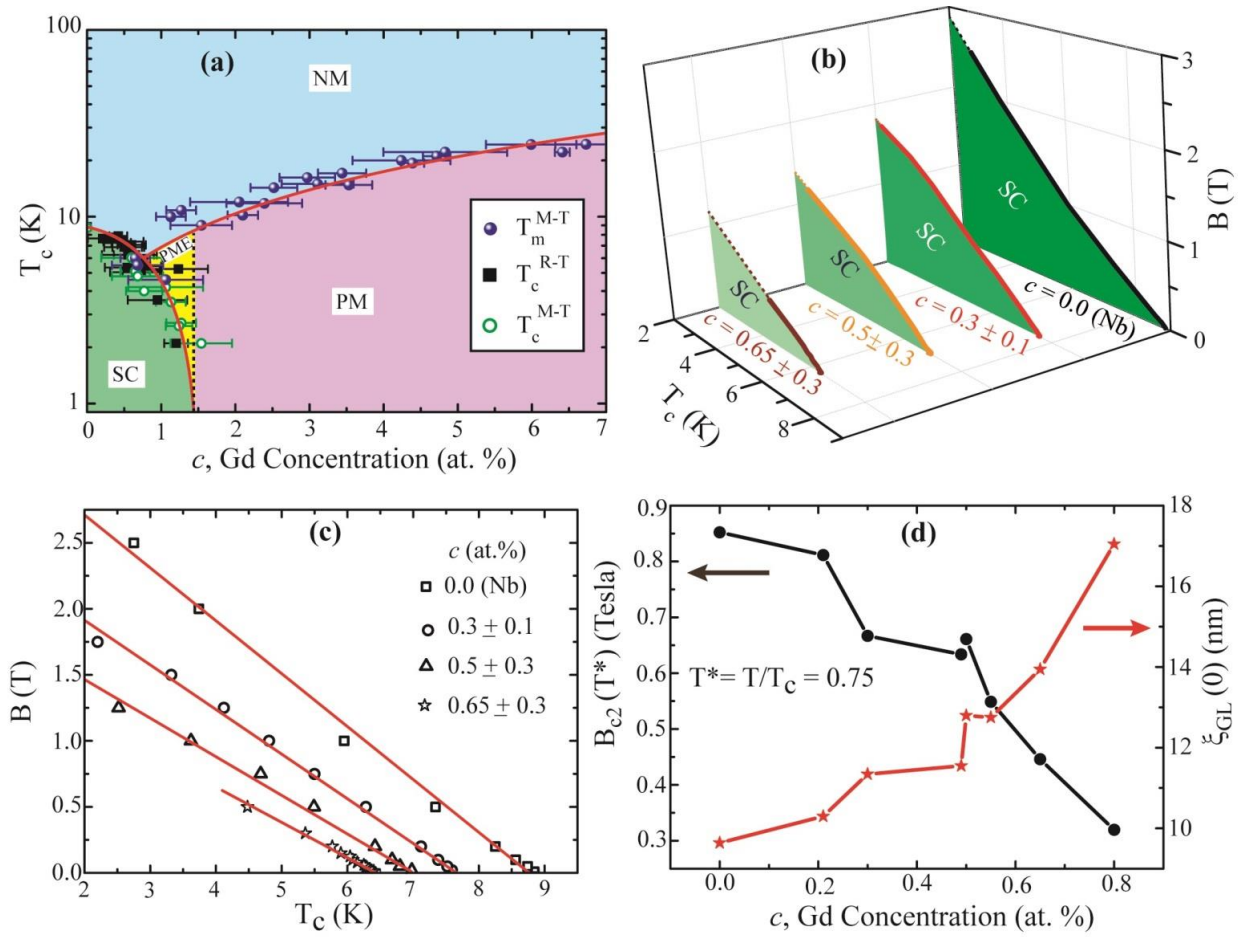 (a)
100
10
1
T_c (K)
NM
PME
PM
SC
T_m^{M-T}
T_c^{R-T}
T_c^{M-T}
0 1 2 3 4 5 6 7
c, Gd Concentration (at. %)
(b)
3
2
1
0
B (T)
SC
SC
SC
SC
c = 0.0 (Nb)
c = 0.3 ± 0.1
c = 0.5 ± 0.3
c = 0.65 ± 0.3
2
4
6
8
T_c (K)
(c)
2.5
2.0
1.5
1.0
0.5
0.0
B (T)
c (at.%)
0.0 (Nb)
0.3 ± 0.1
0.5 ± 0.3
0.65 ± 0.3
2 3 4 5 6 7 8 9
T_c (K)
(d)
0.9
0.8
0.7
0.6
0.5
0.4
0.3
B_c2 (T*) (Tesla)
T*= T/T_c = 0.75
18
16
14
12
10
ξ_GL (0) (nm)
0.0 0.2 0.4 0.6 0.8
c, Gd Concentration (at. %)